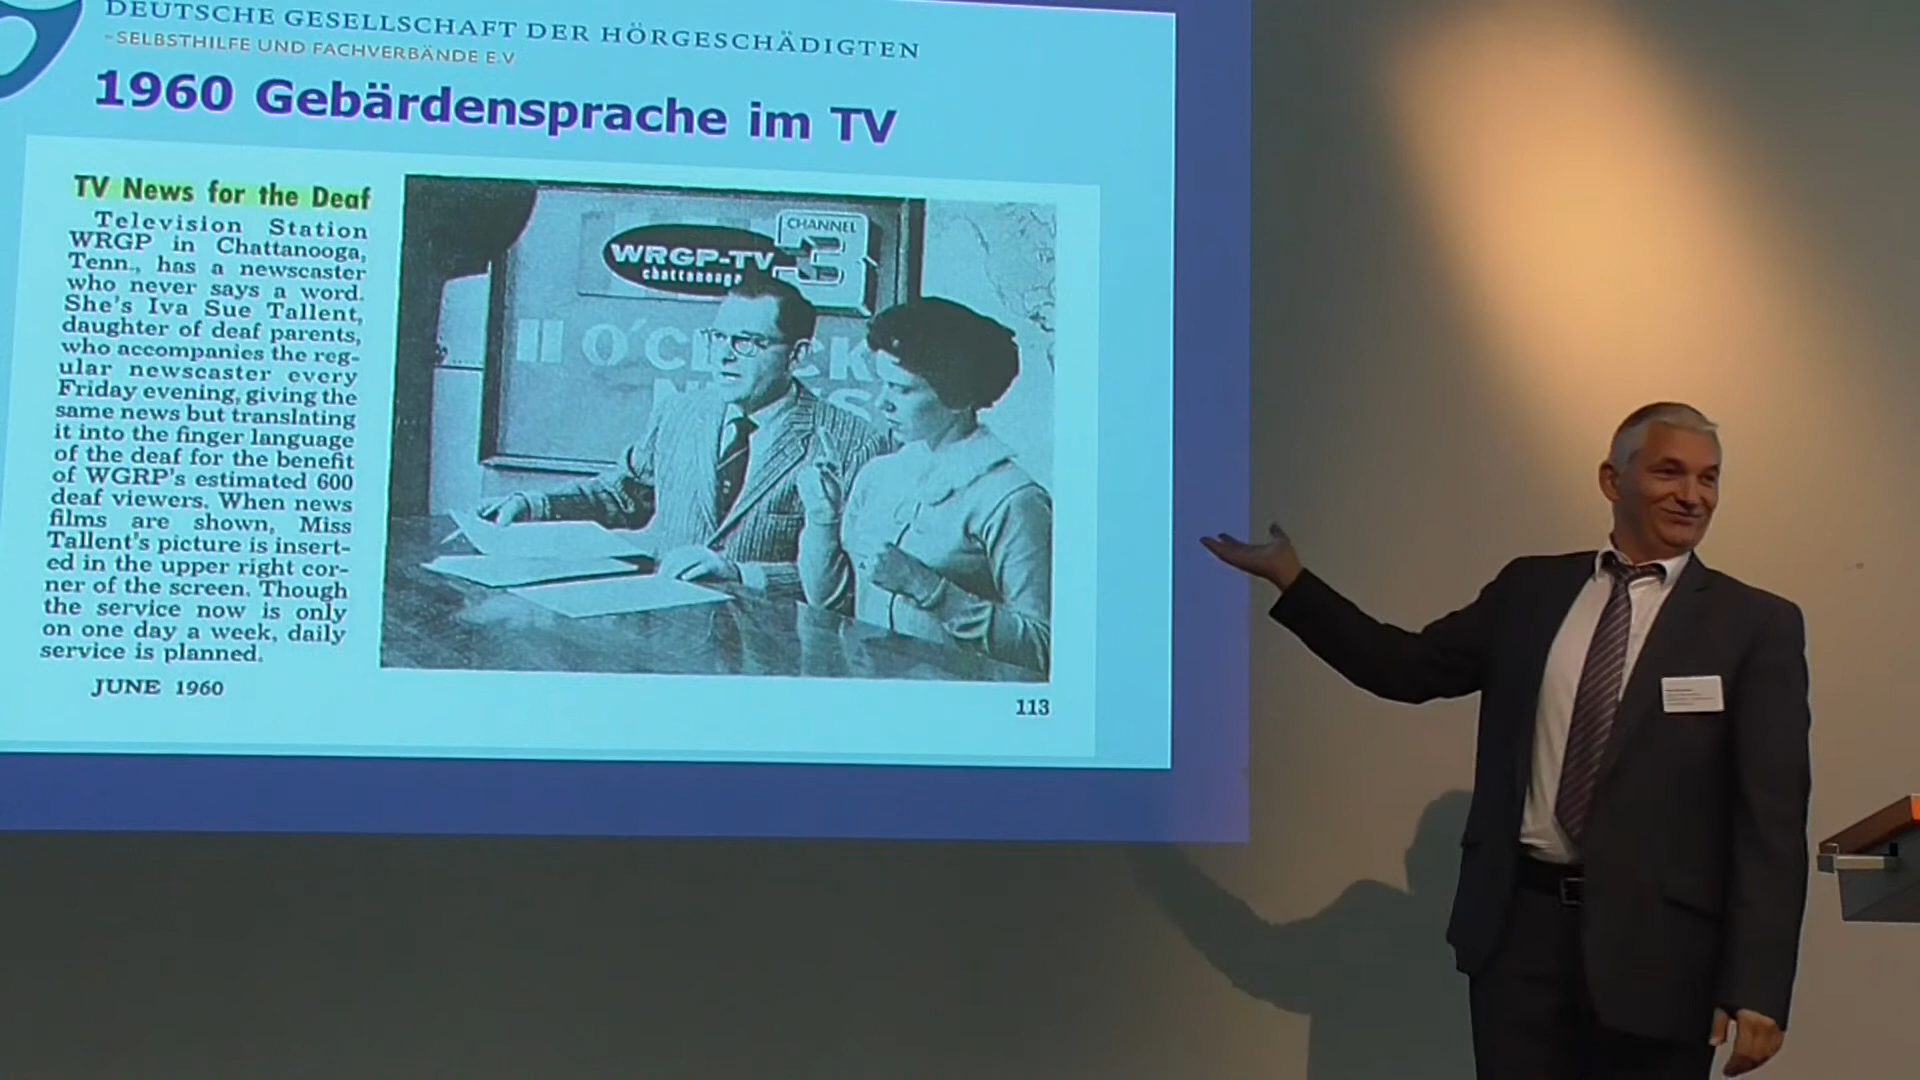 DEUTSCHE GESELLSCHAFT DER HÖRGESCHÄDIGTEN
-SELBSTHILFE UND FACHVERBÄNDE E.V.
1960 Gebärdensprache im TV
TV News for the Deaf
Television Station
WRGP in Chattanooga,
Tenn., has a newscaster
who never says a word.
She's Iva Sue Tallent,
daughter of deaf parents,
who accompanies the reg-
ular newscaster every
Friday evening, giving the
same news but translating
it into the finger language
of the deaf for the benefit
of WGRP's estimated 600
deaf viewers. When news
films are shown, Miss
Tallent's picture is insert-
ed in the upper right cor-
ner of the screen. Though
the service now is only
on one day a week, daily
service is planned.
JUNE 1960
CHANNEL
3
WRGP-TV
chattanooga
11 O'CLOCK
NEWS
113